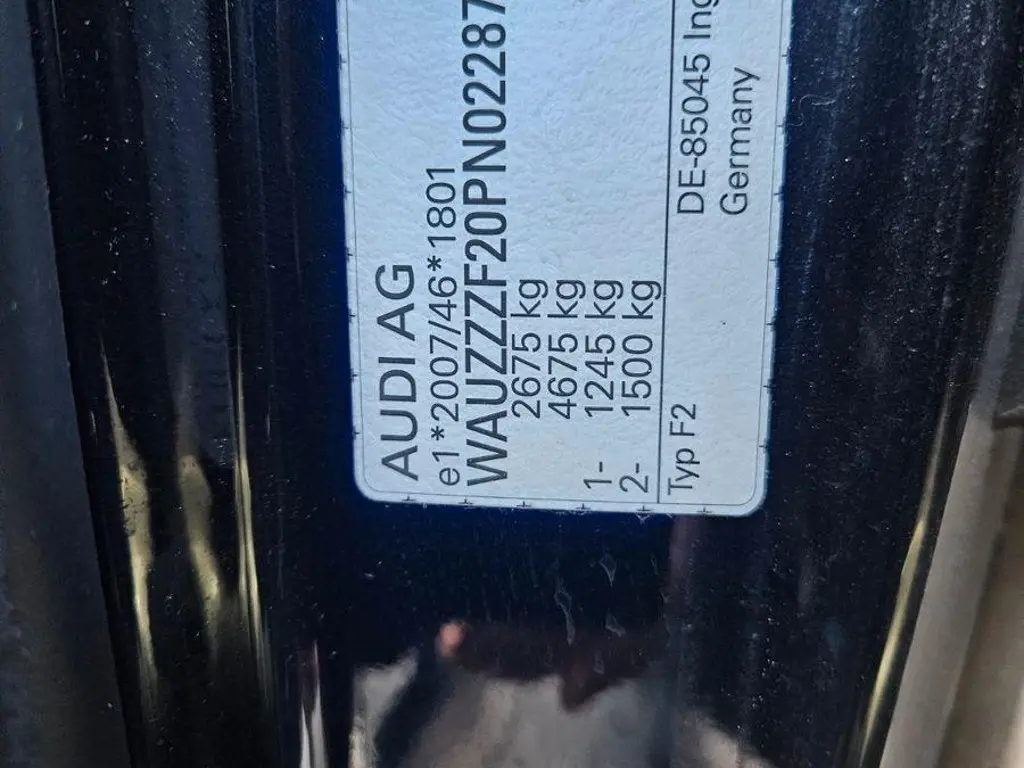 AUDI AG
e1*2007/46*1801
WAUZZZF20PN02287
2675 kg
4675 kg
1- 1245 kg
2- 1500 kg
Typ F2
DE-85045 Ing
Germany